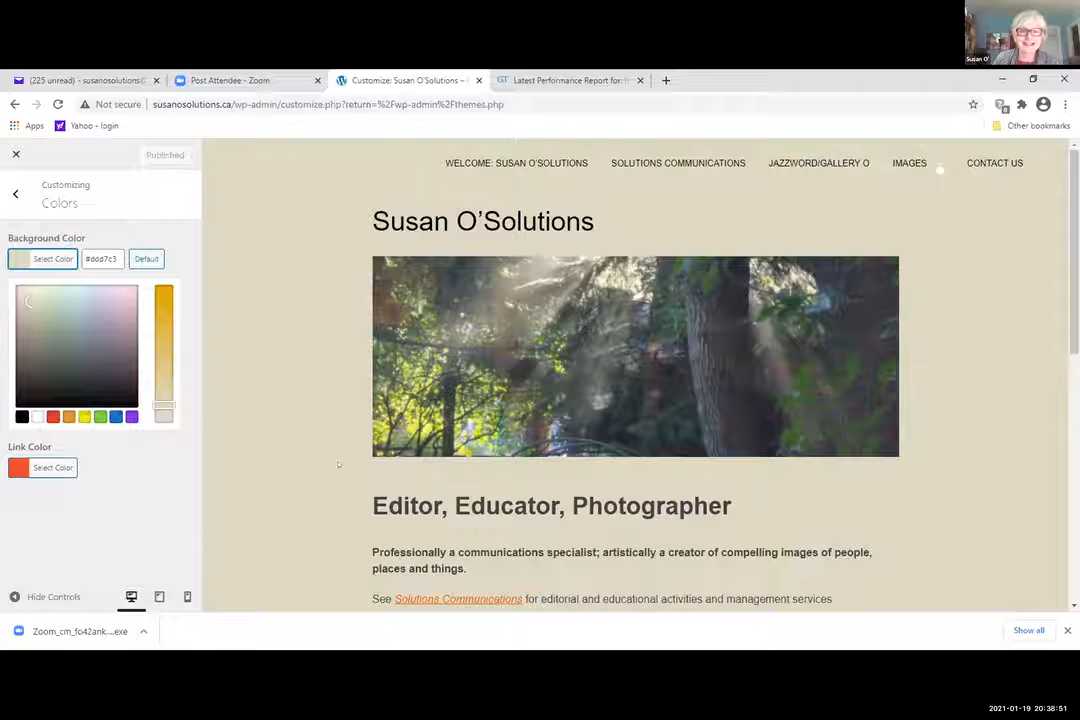 Susan O'
(225 unread) - susanosolutions@
Post Attendee - Zoom
Customize: Susan O'Solutions –
GT Latest Performance Report for:
Not secure susanosolutions.ca/wp-admin/customize.php?return=%2Fwp-admin%2Fthemes.php
Apps Yahoo - login Other bookmarks
Published
WELCOME: SUSAN O'SOLUTIONS SOLUTIONS COMMUNICATIONS JAZZWORD/GALLERY O IMAGES CONTACT US
Customizing
Colors
Susan O'Solutions
Background Color
Select Color #ddd7c3 Default
Link Color
Select Color
Editor, Educator, Photographer
Professionally a communications specialist; artistically a creator of compelling images of people,
places and things.
See Solutions Communications for editorial and educational activities and management services
Hide Controls
Zoom_cm_fo42ank....exe
Show all
2021-01-19 20:38:51